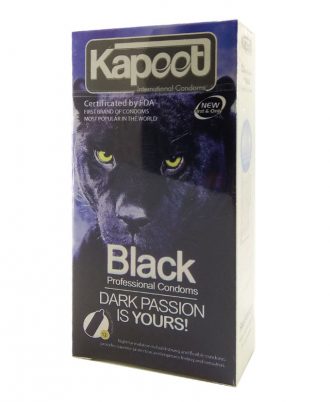 Kapoot
International Condoms
Certificated by FDA
FIRST BRAND OF CONDOMS
MOST POPULAR IN THE WORLD
NEW
Black
Professional Condoms
DARK PASSION
IS YOURS!